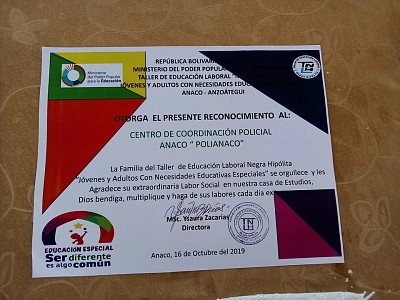 Ministerio
del Poder Popular
para la Educación
REPÚBLICA BOLIVAR
MINISTERIO DEL PODER POPULA
TALLER DE EDUCACIÓN LABORAL
JÓVENES Y ADULTOS CON NECESIDADES EDUC
ANACO - ANZOÁTEGUI
OTORGA EL PRESENTE RECONOCIMIENTO AL:
CENTRO DE COORDINACIÓN POLICIAL
ANACO " POLIANACO"
La Familia del Taller de Educación Laboral Negra Hipólita
"Jóvenes y Adultos Con Necesidades Educativas Especiales" se orgullece y les
Agradece su extraordinaria Labor Social en nuestra casa de Estudios,
Dios bendiga, multiplique y haga de sus labores cada día
Msc. Ysaura Zacarías
Directora
EDUCACIÓN ESPECIAL
Ser diferente
es algo común
Anaco, 16 de Octubre del 2019